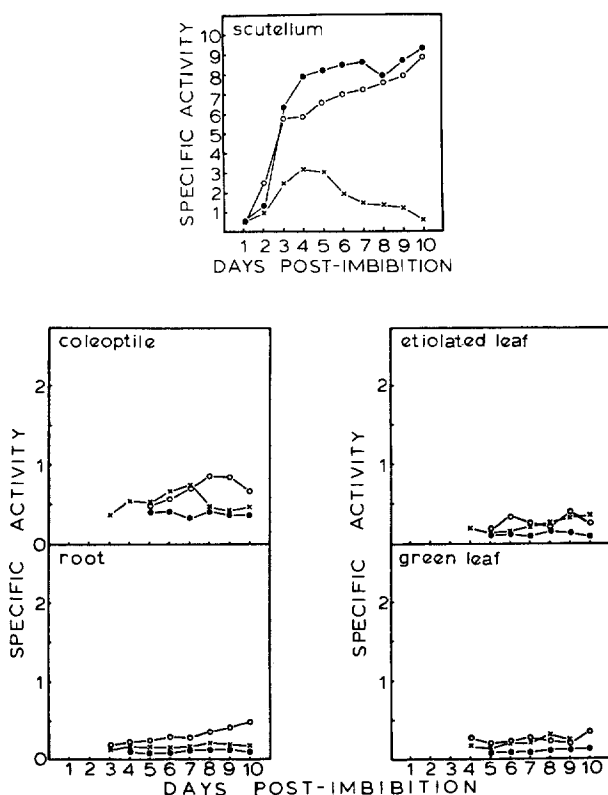 scutellum
SPECIFIC ACTIVITY
10
9
8
7
6
5
4
3
2
1
1 2 3 4 5 6 7 8 9 10
DAYS POST-IMBIBITION
coleoptile
etiolated leaf
2
1
0
2
1
0
root
green leaf
2
1
0
2
1
0
SPECIFIC ACTIVITY
SPECIFIC ACTIVITY
1 2 3 4 5 6 7 8 9 10
1 2 3 4 5 6 7 8 9 10
DAYS POST-IMBIBITION